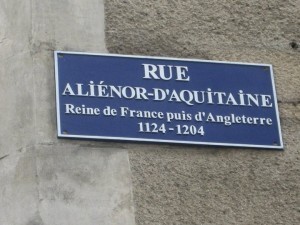 RUE
ALiÉNOR-D'AQUiTAiNE
Reine de France puis d'Angleterre
1124-1204